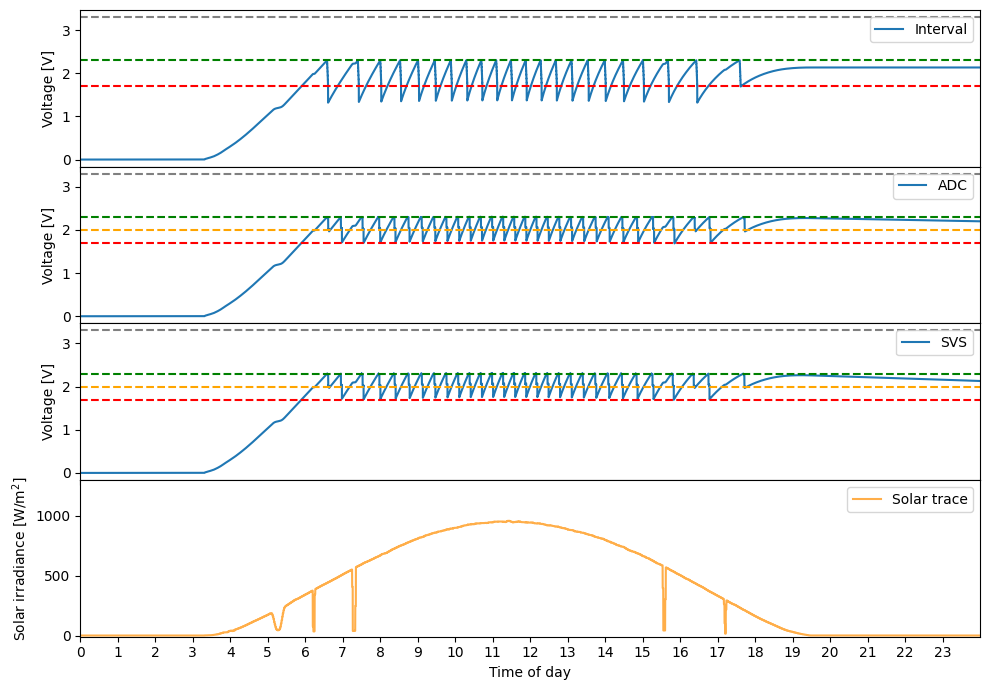 Voltage [V]
3
2
1
0
Interval
Voltage [V]
3
2
1
0
ADC
Voltage [V]
3
2
1
0
SVS
Solar irradiance [W/m²]
1000
500
0
Solar trace
0 1 2 3 4 5 6 7 8 9 10 11 12 13 14 15 16 17 18 19 20 21 22 23
Time of day